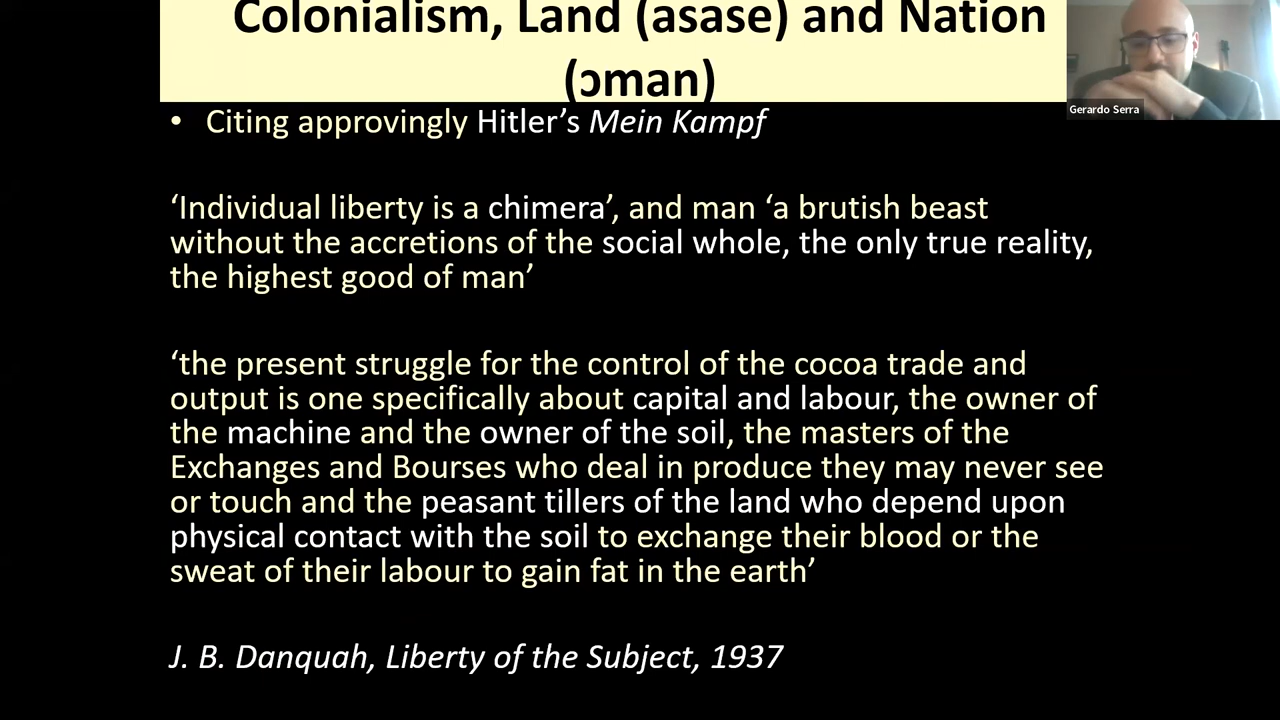 Colonialism, Land (asase) and Nation
(ɔman)
Gerardo Serra
• Citing approvingly Hitler’s Mein Kampf
‘Individual liberty is a chimera’, and man ‘a brutish beast
without the accretions of the social whole, the only true reality,
the highest good of man’
‘the present struggle for the control of the cocoa trade and
output is one specifically about capital and labour, the owner of
the machine and the owner of the soil, the masters of the
Exchanges and Bourses who deal in produce they may never see
or touch and the peasant tillers of the land who depend upon
physical contact with the soil to exchange their blood or the
sweat of their labour to gain fat in the earth’
J. B. Danquah, Liberty of the Subject, 1937